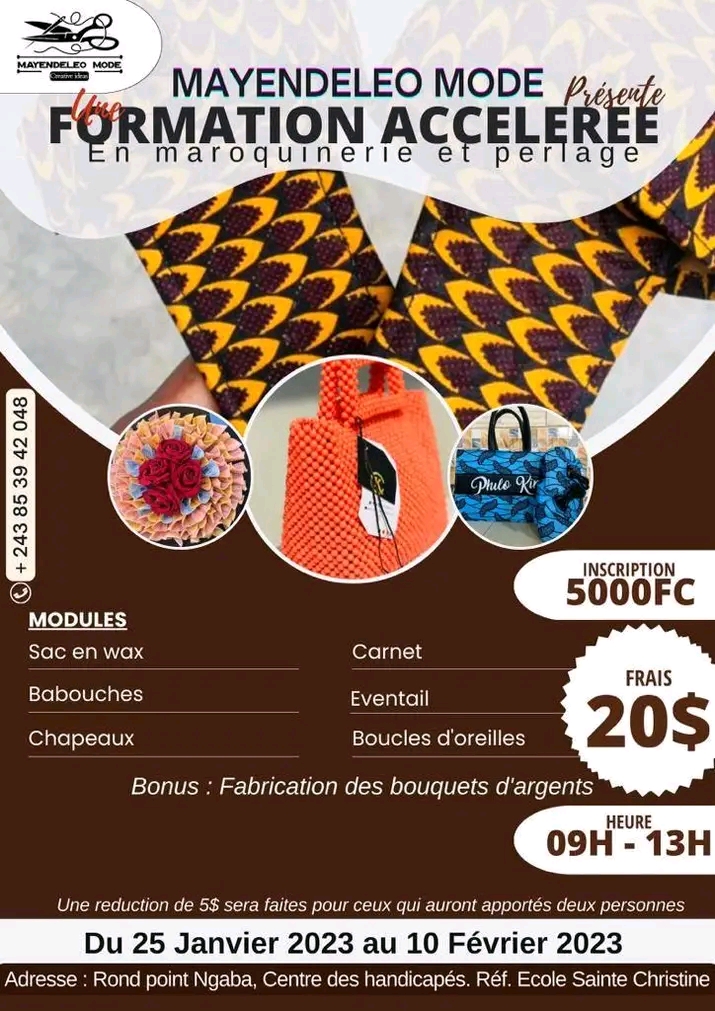 MAYENDELEO MODE
Creative ideas
MAYENDELEO MODE Présente
Une
FORMATION ACCELEREE
En maroquinerie et perlage
+ 243 85 39 42 048
Philo Kin
INSCRIPTION
5000FC
MODULES
Sac en wax
Babouches
Chapeaux
Carnet
Eventail
Boucles d'oreilles
FRAIS
20$
Bonus : Fabrication des bouquets d'argents
HEURE
09H - 13H
Une reduction de 5$ sera faites pour ceux qui auront apportés deux personnes
Du 25 Janvier 2023 au 10 Février 2023
Adresse : Rond point Ngaba, Centre des handicapés. Réf. Ecole Sainte Christine